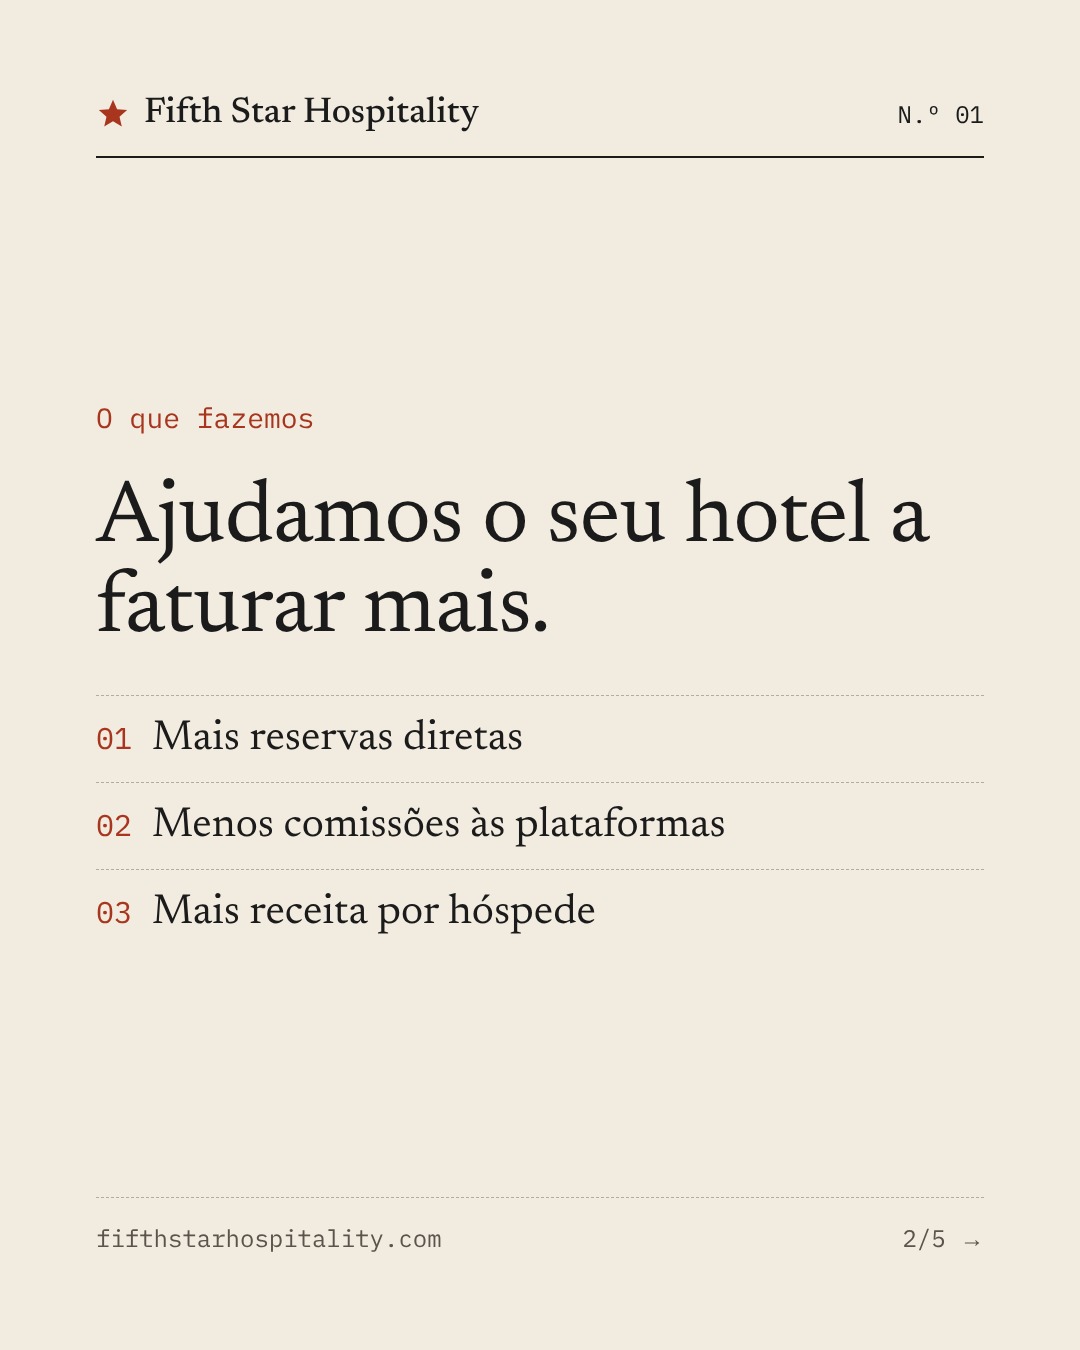 Fifth Star Hospitality
N.º 01
O que fazemos
Ajudamos o seu hotel a
faturar mais.
01 Mais reservas diretas
02 Menos comissões às plataformas
03 Mais receita por hóspede
fifthstarhospitality.com
2/5 →